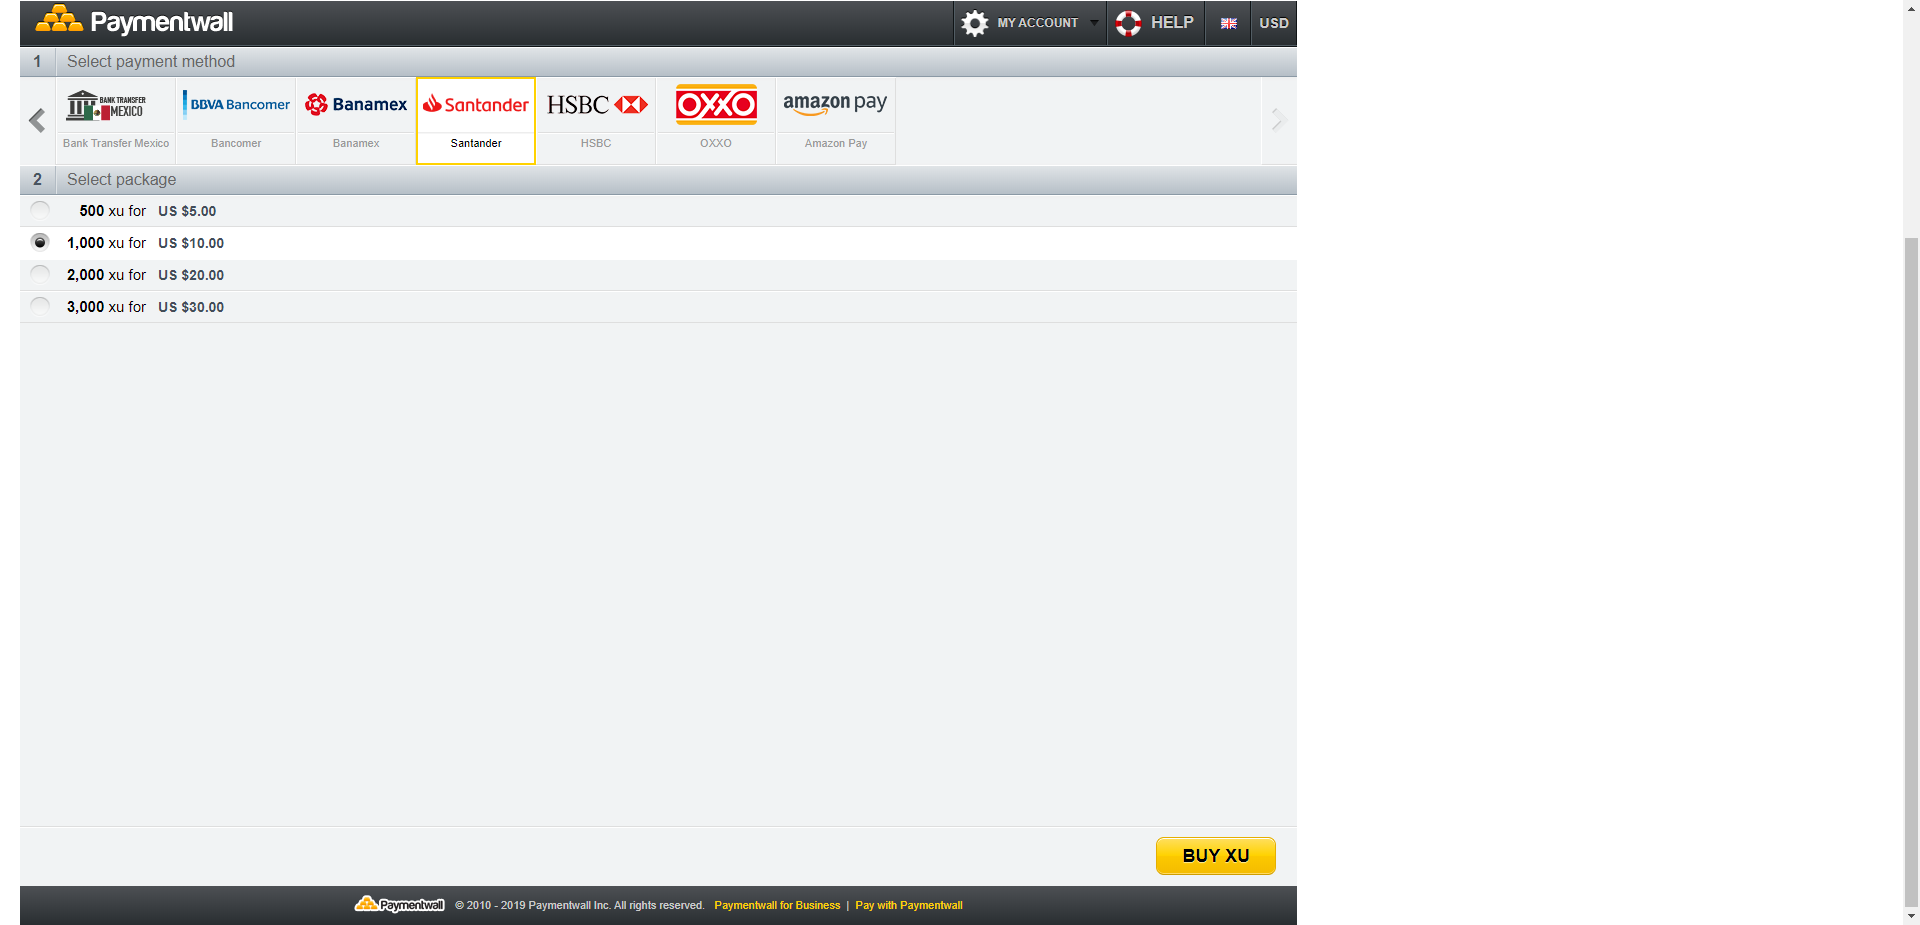 Paymentwall
MY ACCOUNT
HELP
USD
1 Select payment method
BANK TRANSFER
MEXICO
BBVA Bancomer
Banamex
Santander
HSBC
OXXO
amazon pay
Bank Transfer Mexico
Bancomer
Banamex
Santander
HSBC
OXXO
Amazon Pay
2 Select package
500 xu for US $5.00
1,000 xu for US $10.00
2,000 xu for US $20.00
3,000 xu for US $30.00
BUY XU
Paymentwall © 2010 - 2019 Paymentwall Inc. All rights reserved. Paymentwall for Business | Pay with Paymentwall